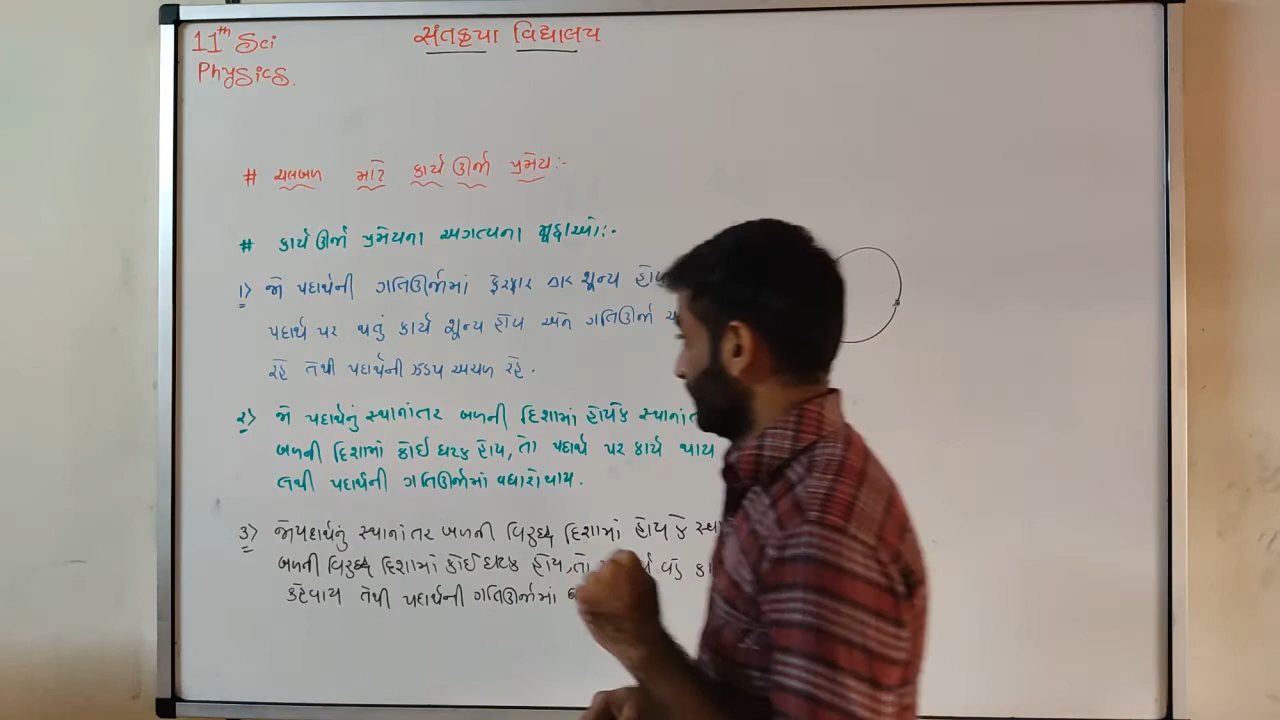 11th Sci
સંતકૃપા વિદ્યાલય
Physics.
# ચલબળ માટે કાર્ય ઊર્જા પ્રમેય:-
# કાર્ય ઊર્જા પ્રમેયના અગત્યના મુદ્દાઓ:-
1) જો પદાર્થની ગતિઊર્જામાં ફેરફાર શૂન્ય હોય
પદાર્થ પર થતું કાર્ય શૂન્ય હોય અને ગતિઊર્જા
રહે તેથી પદાર્થની ઝડપ અચળ રહે.
૨) જો પદાર્થનું સ્થાનાંતર બળની દિશામાં હોય કે
બળની દિશામાં કોઈ ઘટક હોય, તો પદાર્થ પર કાર્ય થાય
તેથી પદાર્થની ગતિઊર્જામાં વધારો થાય.
3) જો પદાર્થનું સ્થાનાંતર બળની વિરુધ્ધ દિશામાં હોય કે
બળની વિરુધ્ધ દિશામાં કોઈ ઘટક હોય, તો વડે
કહેવાય તેથી પદાર્થની ગતિઊર્જામાં